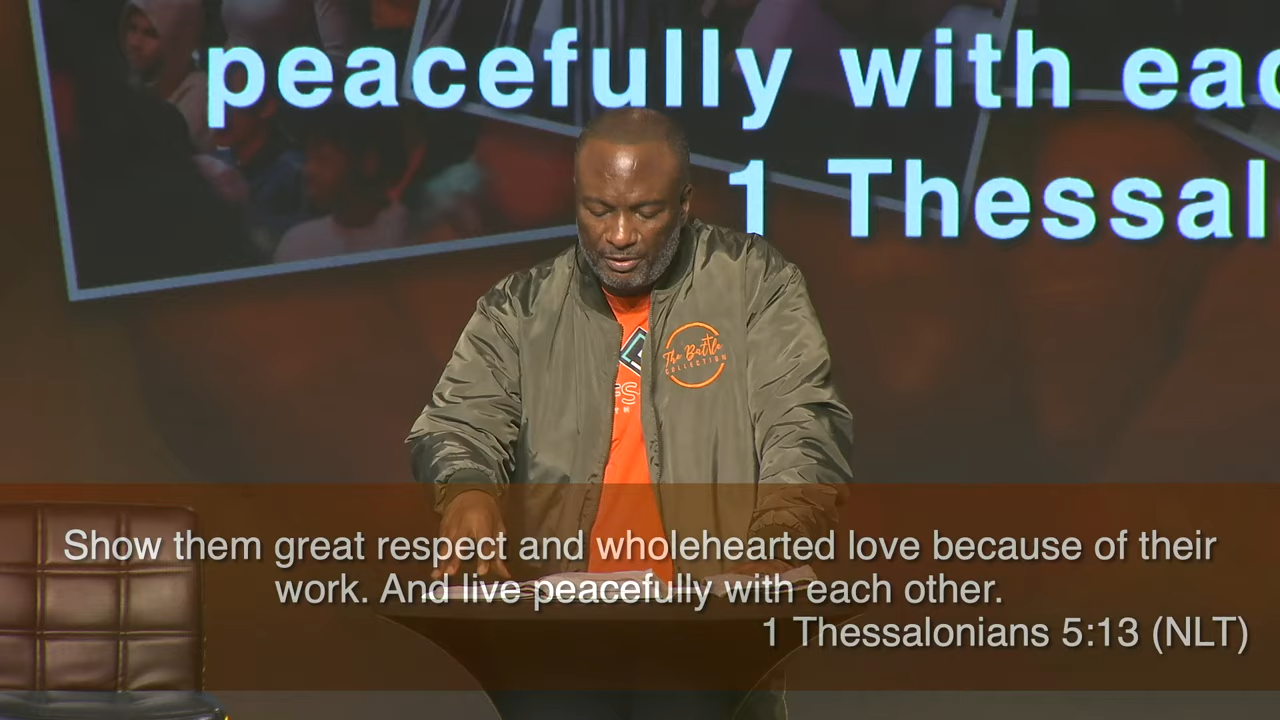 peacefully with eac
1 Thessal
The Battle
COLLECTION
Show them great respect and wholehearted love because of their
work. And live peacefully with each other.
1 Thessalonians 5:13 (NLT)